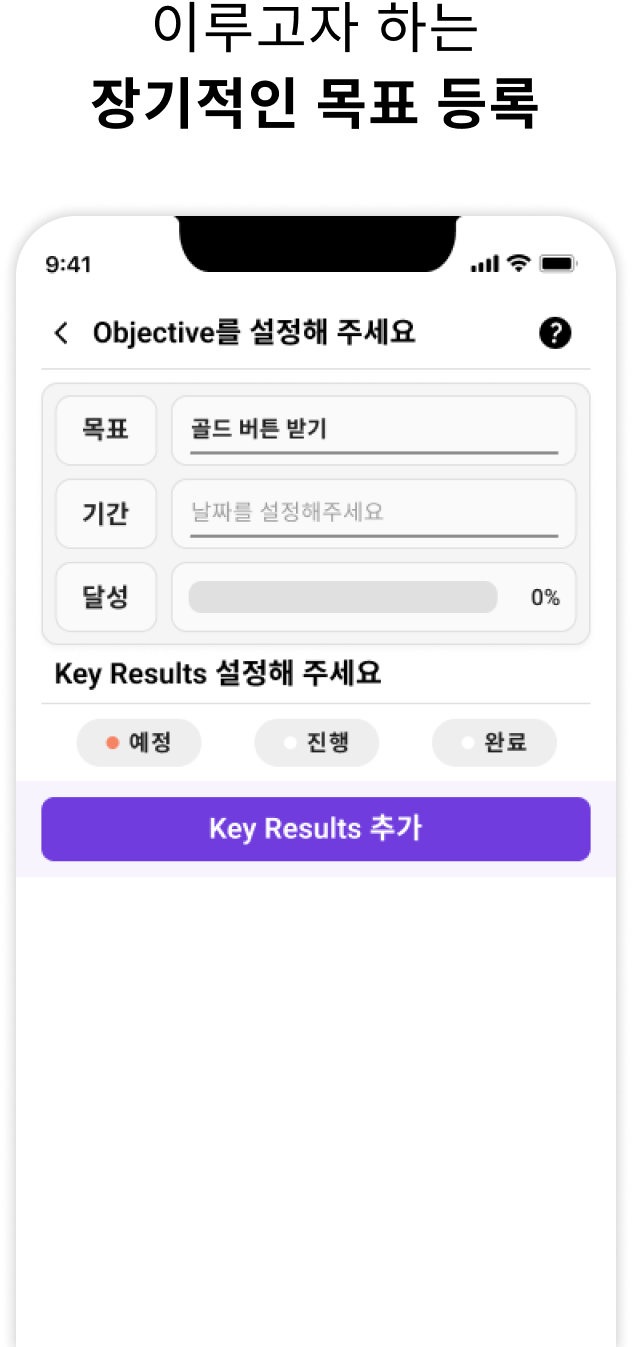 이루고자 하는
장기적인 목표 등록
9:41
Objective를 설정해 주세요
?
목표
골드 버튼 받기
기간
날짜를 설정해주세요
달성
0%
Key Results 설정해 주세요
예정 진행 완료
Key Results 추가